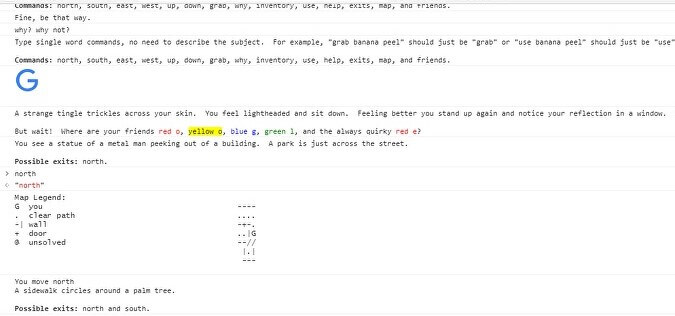 Commands: north, south, east, west, up, down, grab, why, inventory, use, help, exits, map, and friends.
Fine, be that way.
why? why not?
Type single word commands, no need to describe the subject. For example, "grab banana peel" should just be "grab" or "use banana peel" should just be "use"
Commands: north, south, east, west, up, down, grab, why, inventory, use, help, exits, map, and friends.
G
A strange tingle trickles across your skin. You feel lightheaded and sit down. Feeling better you stand up again and notice your reflection in a window.
But wait! Where are your friends red o, yellow o, blue g, green l, and the always quirky red e?
You see a statue of a metal man peeking out of a building. A park is just across the street.
Possible exits: north.
> north
< "north"
Map Legend:
G you ----
. clear path ....
-| wall -+-.
+ door ..|G
@ unsolved --//
|.|
---
You move north
A sidewalk circles around a palm tree.
Possible exits: north and south.